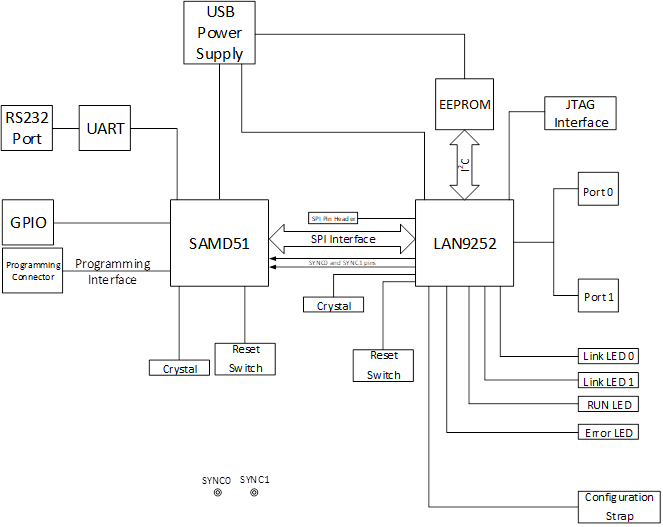 USB
Power
Supply
EEPROM
JTAG
Interface
RS232
Port
UART
I²C
Port 0
SPI Pin Header
GPIO
SAMD51
SPI Interface
LAN9252
Programming
Connector
Programming
Interface
SYNC0 and SYNC1 pins
Port 1
Crystal
Reset
Switch
Crystal
Reset
Switch
Link LED 0
Link LED 1
RUN LED
Error LED
SYNC0
SYNC1
Configuration
Strap